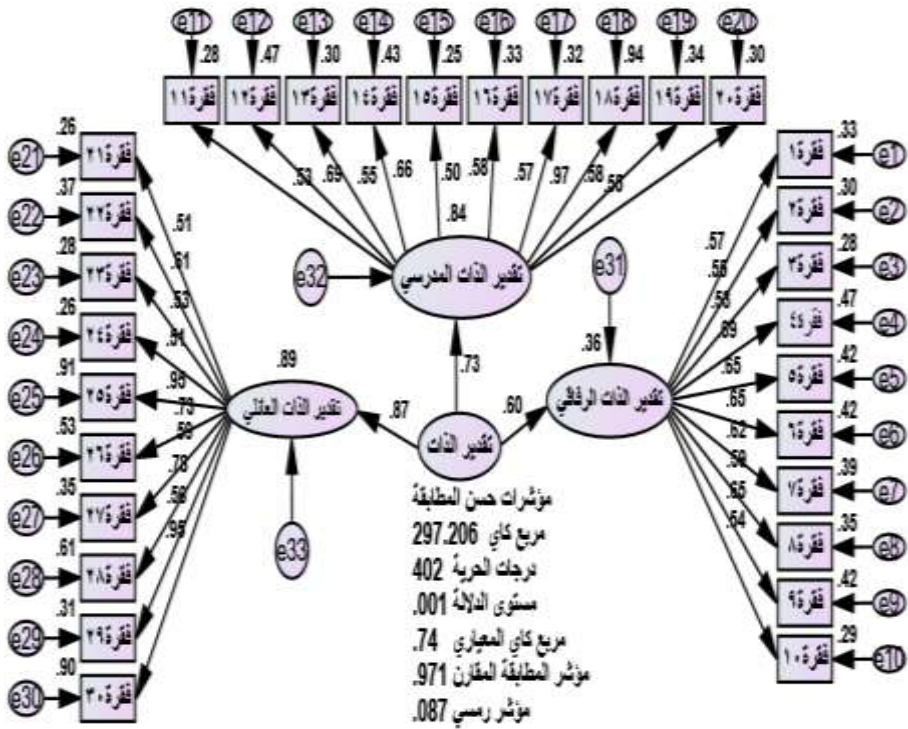 e11 e12 e13 e14 e15 e16 e17 e18 e19 e20
.28 .47 .30 .43 .25 .33 .32 .94 .34 .30
فقرة١١ فقرة١٢ فقرة١٣ فقرة١٤ فقرة١٥ فقرة١٦ فقرة١٧ فقرة١٨ فقرة١٩ فقرة٢٠
.53 .69 .55 .66 .50 .58 .57 .97 .58 .55
.84
تقدير الذات المدرسي
e32
e31
.73
.26
e21 فقرة٢١
.37
e22 فقرة٢٢
.28
e23 فقرة٢٣
.26
e24 فقرة٢٤
.91
e25 فقرة٢٥
.53
e26 فقرة٢٦
.35
e27 فقرة٢٧
.61
e28 فقرة٢٨
.31
e29 فقرة٢٩
.90
e30 فقرة٣٠
.51
.61
.53
.51
.95
.73
.78
.95
.89
تقدير الذات العائلي
e33
.87
تقدير الذات
.60
.36
تقدير الذات الرفاقي
.57
.65
.65
.62
.59
.65
.54
.33
فقرة١ e1
.30
فقرة٢ e2
.28
فقرة٣ e3
.47
فقرة٤ e4
.42
فقرة٥ e5
.42
فقرة٦ e6
.39
فقرة٧ e7
.35
فقرة٨ e8
.42
فقرة٩ e9
.29
فقرة١٠ e10
مؤشرات حسن المطابقة
مربع كاي 297.206
درجات الحرية 402
مستوى الدلالة .001
مربع كاي المعياري .74
مؤشر المطابقة المقارن .971
مؤشر رمسي .087